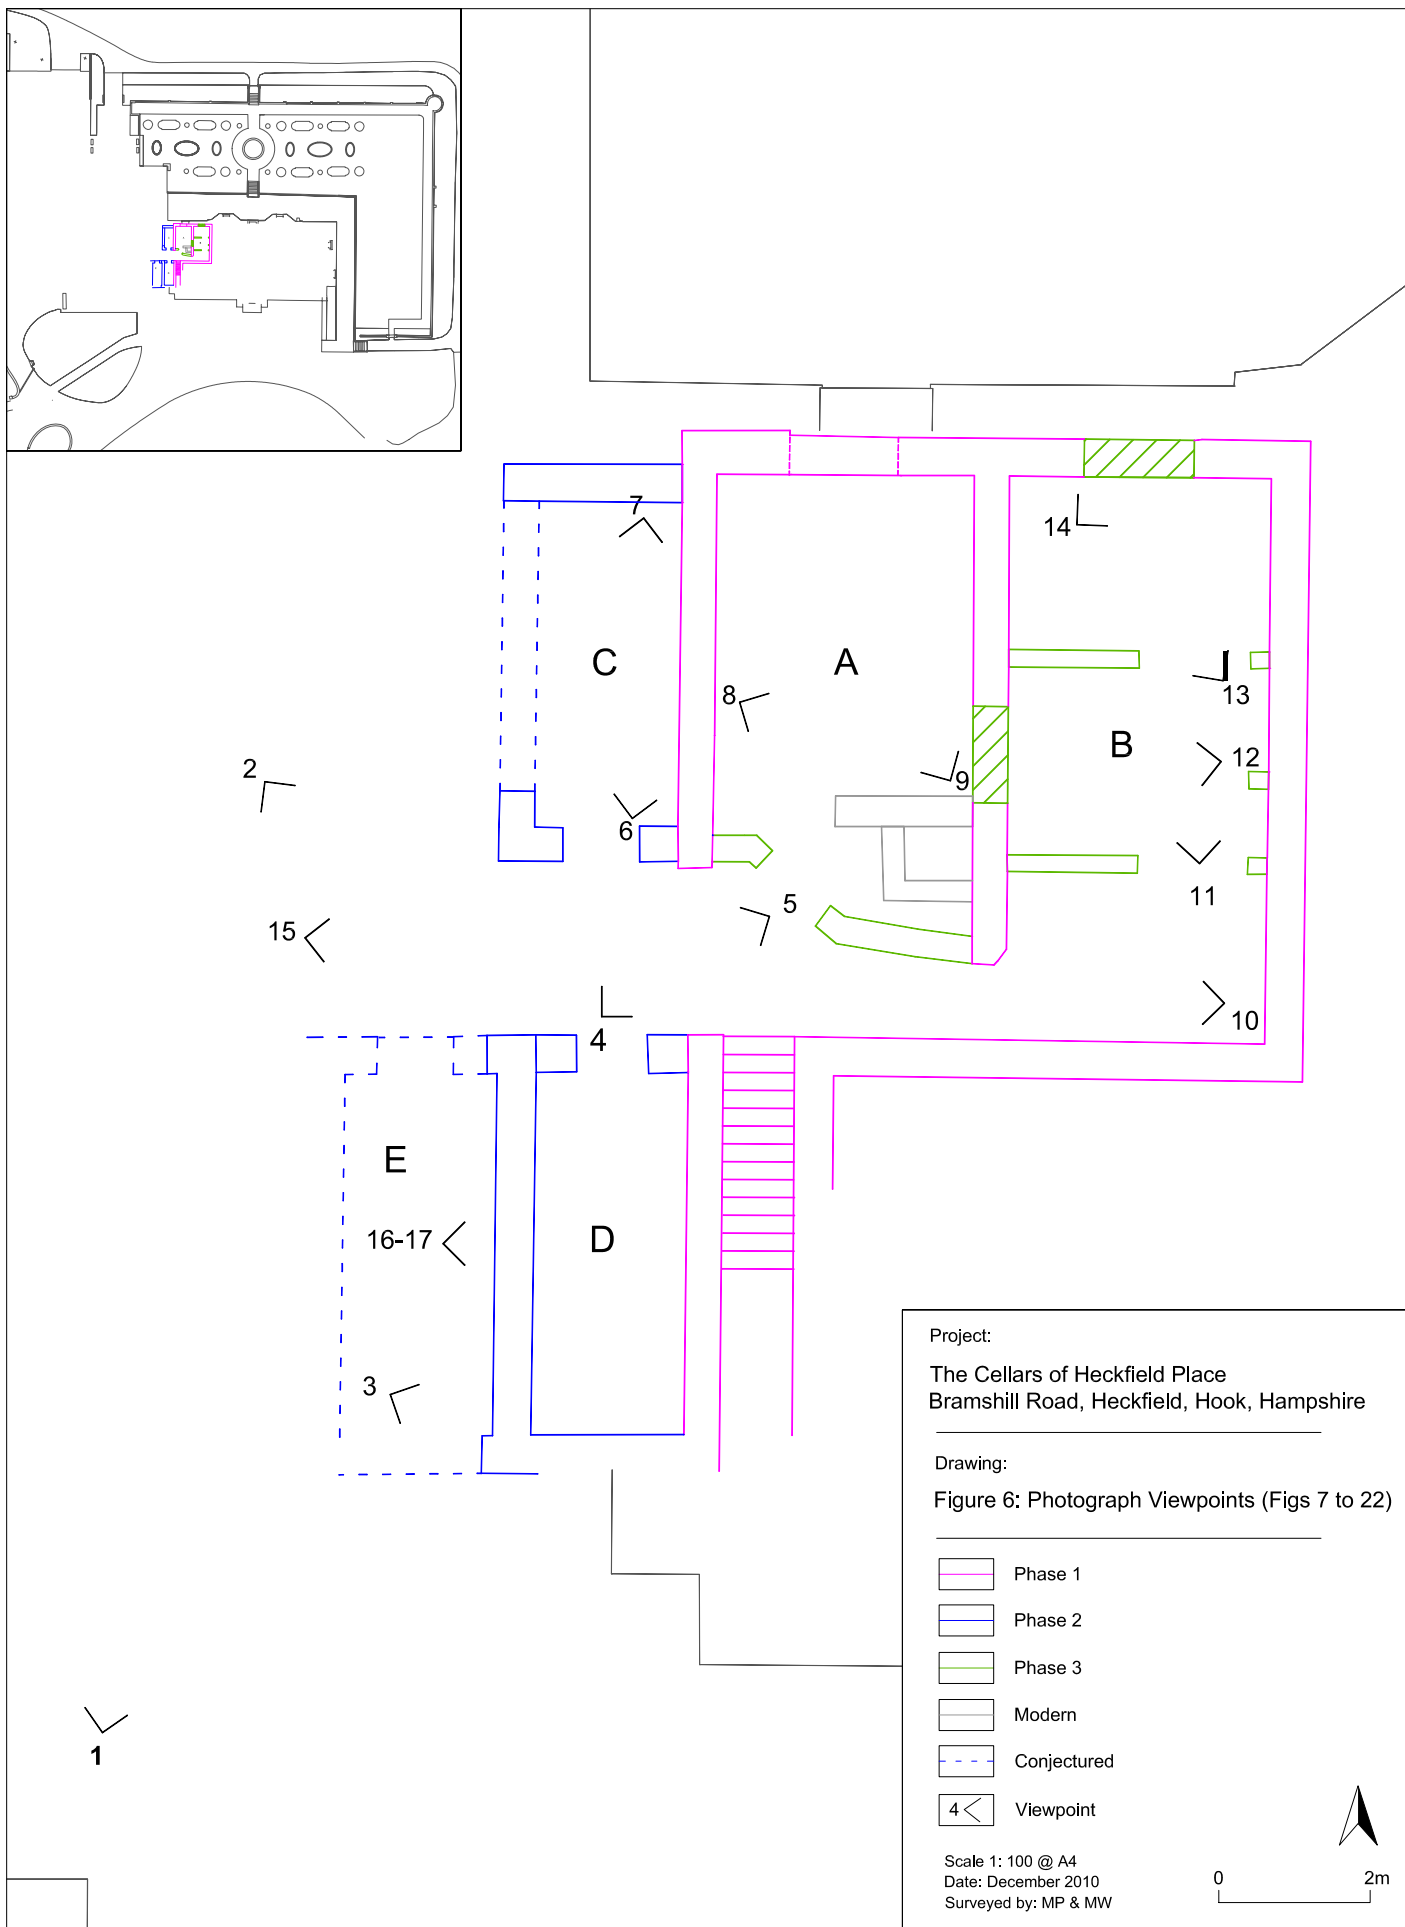 7
14
C
A
8
13
B
2
12
9
6
11
5
15
10
4
E
16-17
D
3
1
Project:
The Cellars of Heckfield Place
Bramshill Road, Heckfield, Hook, Hampshire
Drawing:
Figure 6: Photograph Viewpoints (Figs 7 to 22)
Phase 1
Phase 2
Phase 3
Modern
Conjectured
4 Viewpoint
Scale 1: 100 @ A4
Date: December 2010
Surveyed by: MP & MW
0 2m